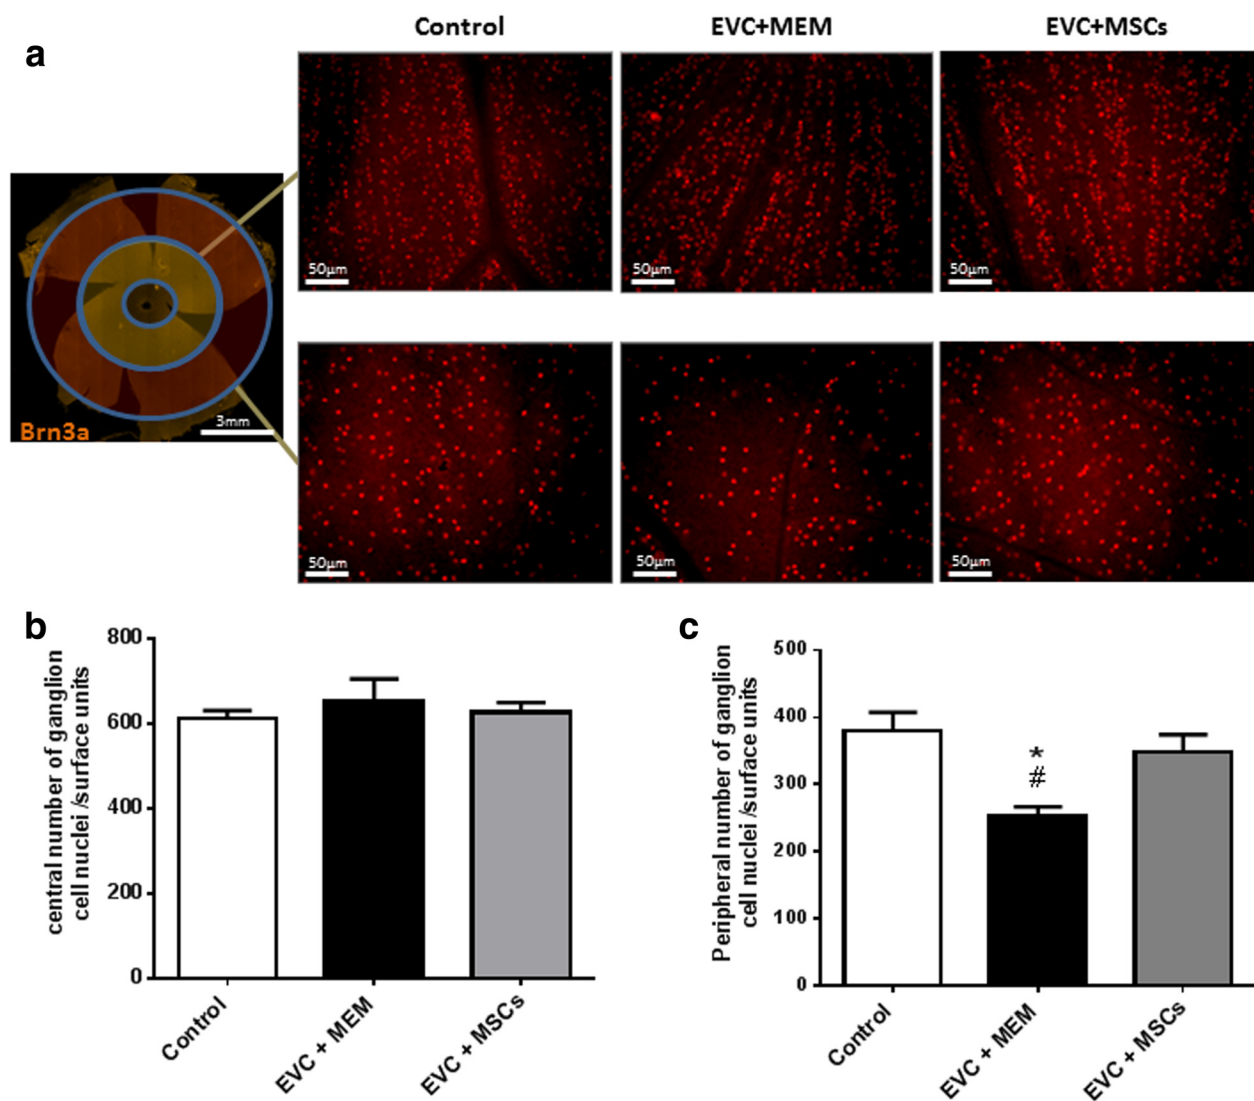 a
Control
EVC+MEM
EVC+MSCs
50μm
50μm
50μm
Brn3a
3mm
50μm
50μm
50μm
b
central number of ganglion
cell nuclei /surface units
800
600
400
200
0
Control
EVC + MEM
EVC + MSCs
c
Peripheral number of ganglion
cell nuclei /surface units
500
400
300
200
100
0
*
#
Control
EVC + MEM
EVC + MSCs